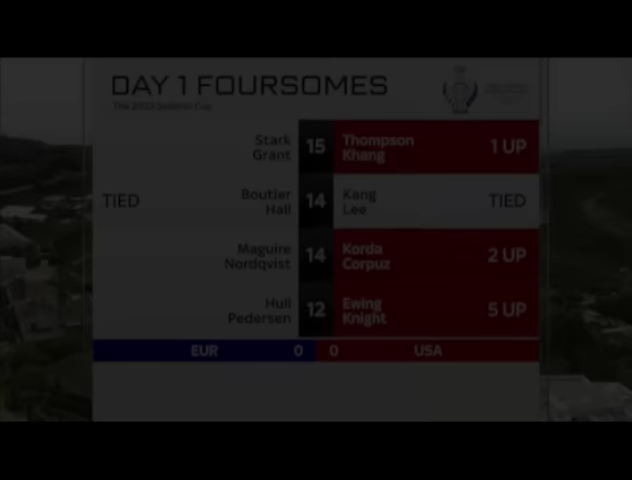 DAY 1 FOURSOMES
The 2023 Solheim Cup
Stark
Grant
15
Thompson
Khang
1 UP
TIED
Boutier
Hall
14
Kang
Lee
TIED
Maguire
Nordqvist
14
Korda
Corpuz
2 UP
Hull
Pedersen
12
Ewing
Knight
5 UP
EUR 0 0 USA